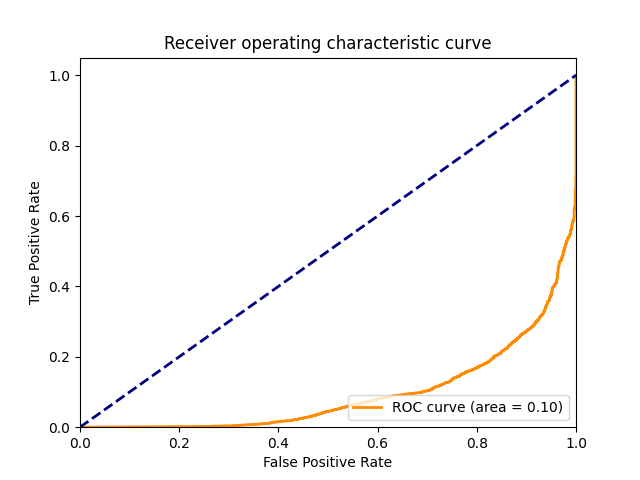 Receiver operating characteristic curve
True Positive Rate
1.0
0.8
0.6
0.4
0.2
0.0
ROC curve (area = 0.10)
0.0 0.2 0.4 0.6 0.8 1.0
False Positive Rate